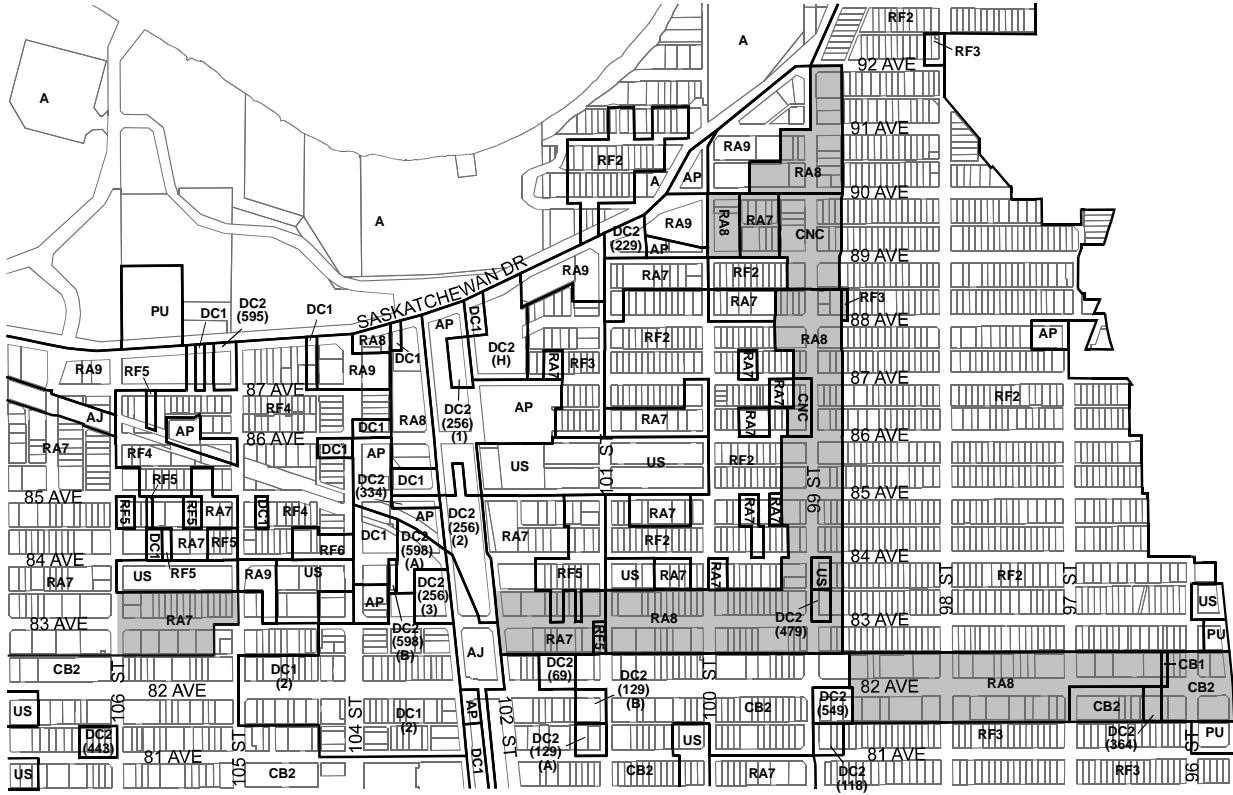 RF2
A
RF3
92 AVE
A
91 AVE
RA9
RF2
RA8
AP
A
90 AVE
A
RA9
RA8
RA7
CNC
DC2
(229)
AP
89 AVE
SASKATCHEWAN DR
RA9
RA7
RF2
PU
DC1
DC2
(595)
DC1
DC1
RA7
RF3
88 AVE
AP
AP
RA8
DC1
DC2
(H)
RF2
RA8
RA9
RF5
RA9
RA7
RF3
RA7
87 AVE
87 AVE
RF4
AJ
AP
RA8
DC2
(256)
(1)
AP
RA7
RA7
RA7
CNC
RF2
DC1
86 AVE
86 AVE
RA7
RF4
DC1
AP
US
101 ST
US
RF2
RF5
DC2
(334)
DC1
99 ST
85 AVE
85 AVE
RF5
RF5
RA7
DC1
RF4
AP
DC2
(256)
(2)
RA7
RA7
RA7
RA7
DC1
RA7
RF5
RF6
DC1
DC2
(598)
(A)
RF2
84 AVE
84 AVE
RA7
US
RF5
RA9
US
DC2
(256)
(3)
RF5
US
RA7
RA7
US
98 ST
RF2
97 ST
AP
US
RA7
83 AVE
DC2
(598)
(B)
RA8
DC2
(479)
83 AVE
RA7
RF5
PU
AJ
CB2
106 ST
DC1
(2)
DC2
(69)
DC2
(129)
(B)
100 ST
CB1
82 AVE
82 AVE
RA8
CB2
US
104 ST
DC1
(2)
AP
102 ST
CB2
DC2
(549)
CB2
DC2
(443)
105 ST
DC2
(129)
(A)
US
RF3
DC2
(364)
96 ST
PU
81 AVE
81 AVE
US
CB2
DC1
CB2
RA7
DC2
(118)
RF3